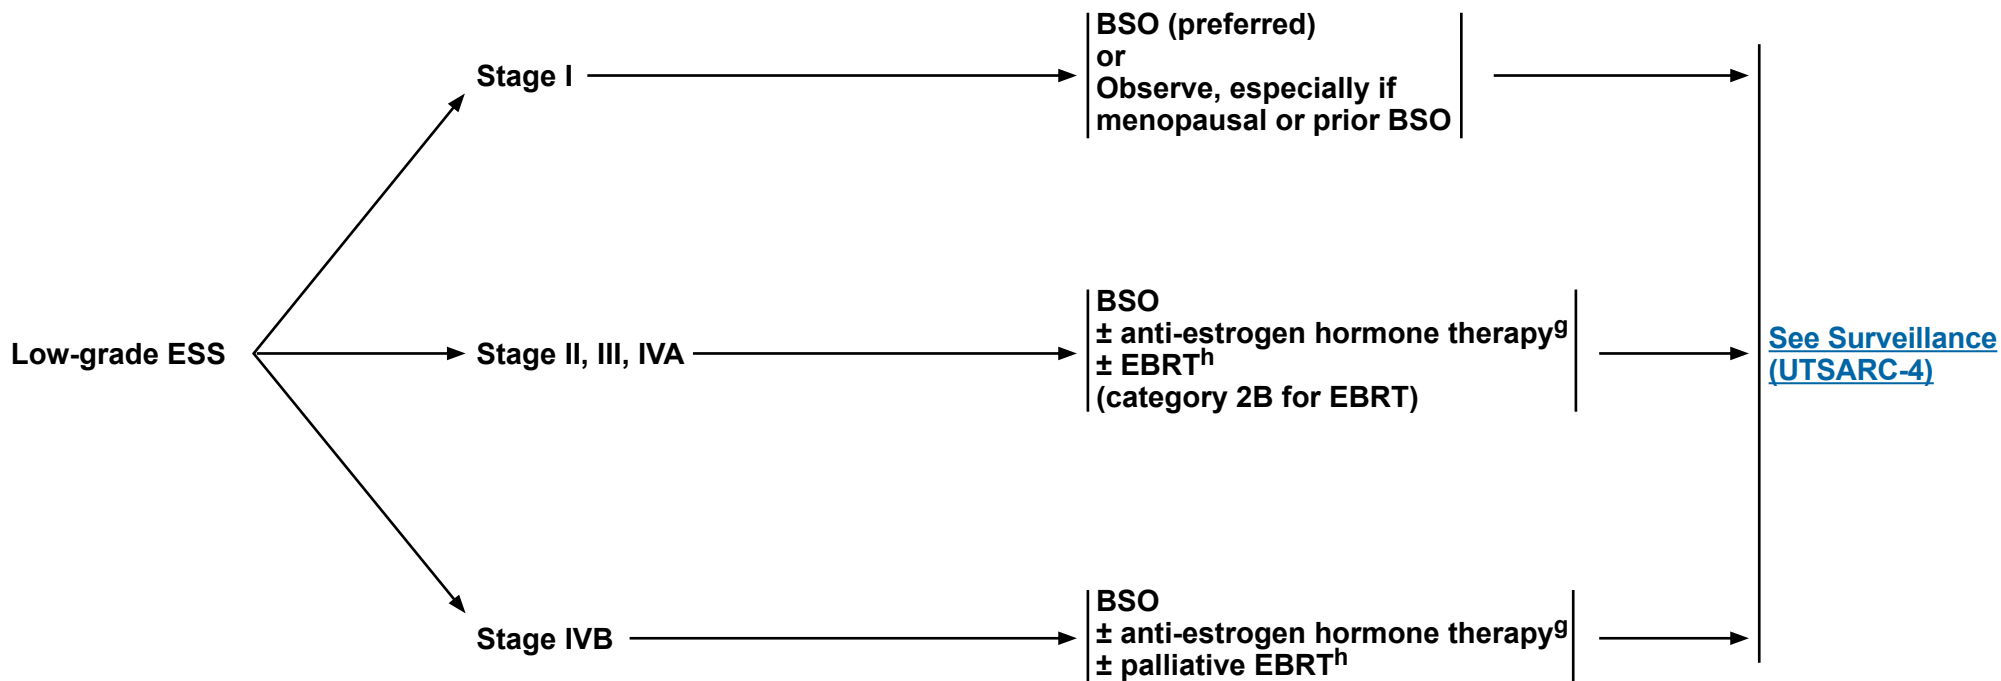 Low-grade ESS
Stage I
BSO (preferred)
or
Observe, especially if
menopausal or prior BSO
Stage II, III, IVA
BSO
± anti-estrogen hormone therapyg
± EBRTh
(category 2B for EBRT)
Stage IVB
BSO
± anti-estrogen hormone therapyg
± palliative EBRTh
See Surveillance
(UTSARC-4)